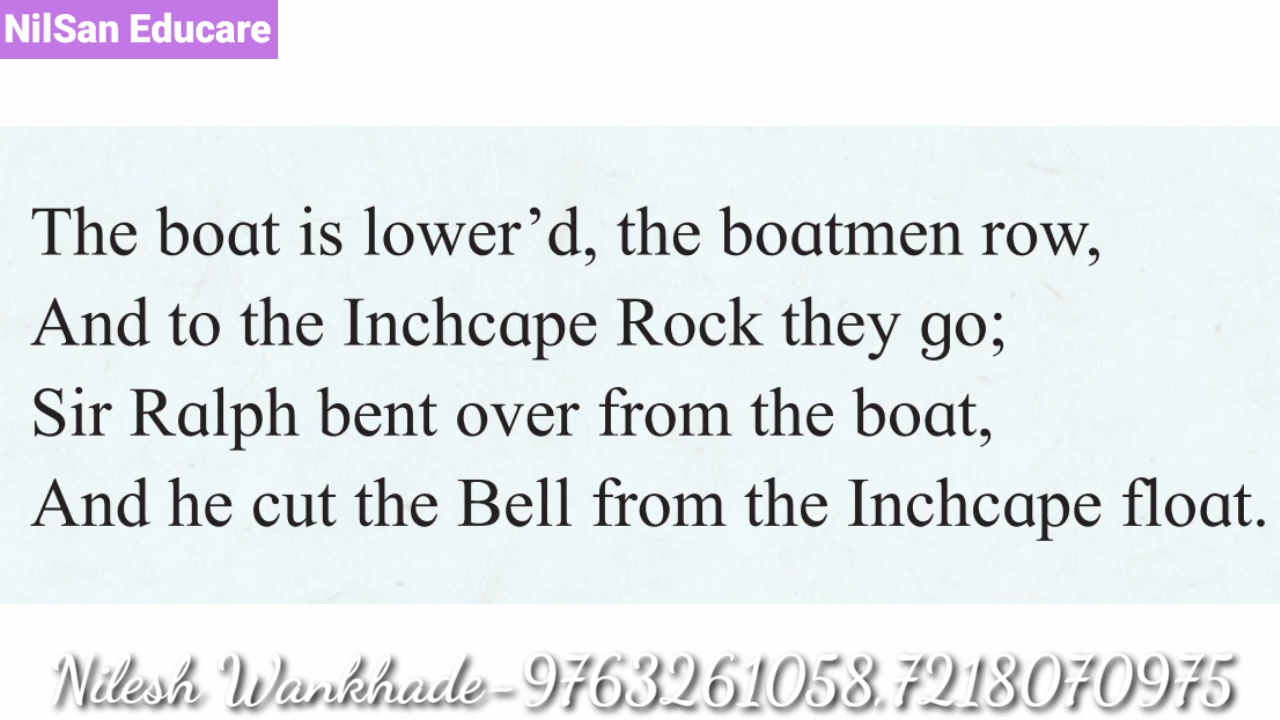 NilSan Educare
The boat is lower’d, the boatmen row,
And to the Inchcape Rock they go;
Sir Ralph bent over from the boat,
And he cut the Bell from the Inchcape float.
Nilesh Wankhade-9763261058,7218070975